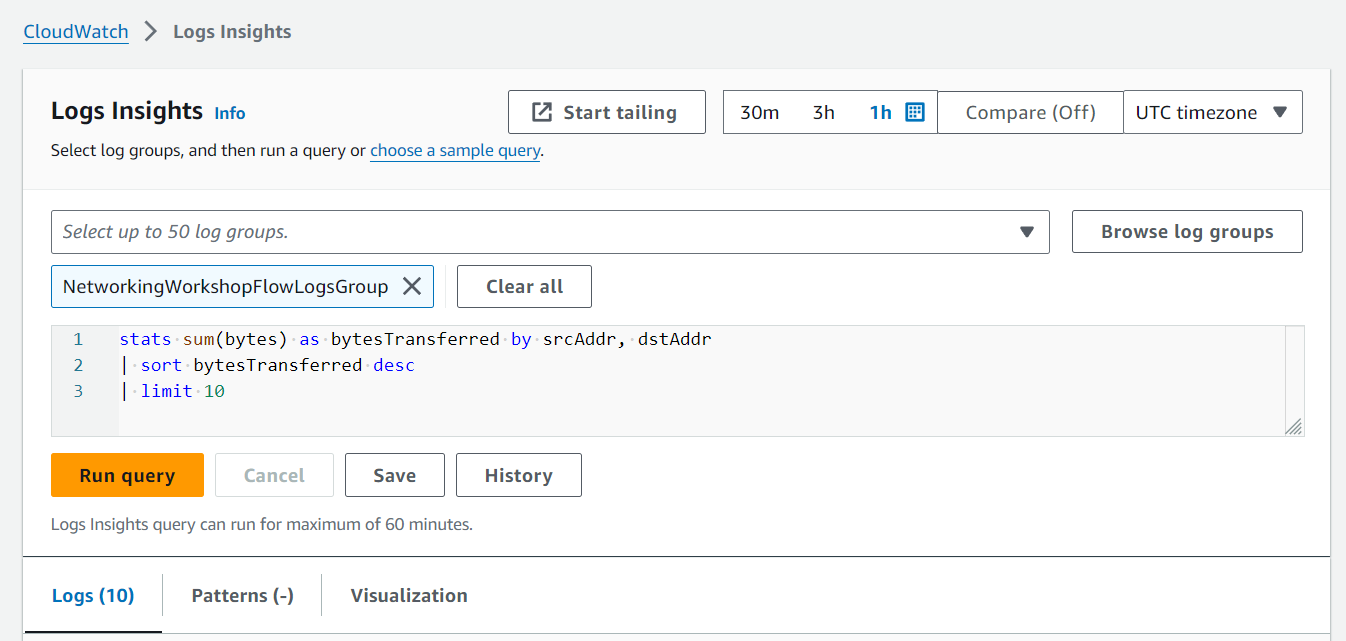 CloudWatch > Logs Insights
Logs Insights Info
Start tailing
30m 3h 1h
Compare (Off)
UTC timezone
Select log groups, and then run a query or choose a sample query.
Select up to 50 log groups.
Browse log groups
NetworkingWorkshopFlowLogsGroup
Clear all
1 stats sum(bytes) as bytesTransferred by srcAddr, dstAddr
2 | sort bytesTransferred desc
3 | limit 10
Run query Cancel Save History
Logs Insights query can run for maximum of 60 minutes.
Logs (10) Patterns (-) Visualization